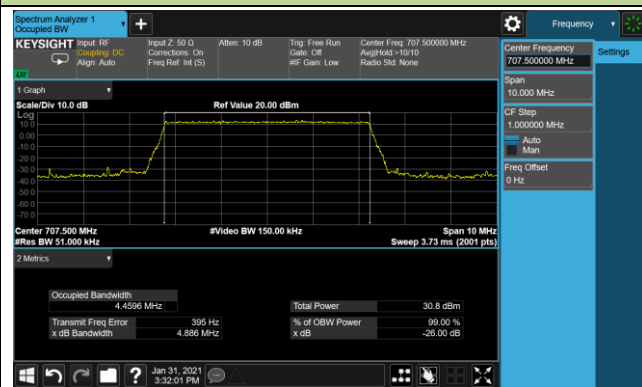 Spectrum Analyzer 1
Occupied BW
+
Frequency
KEYSIGHT
Input: RF
Coupling: DC
Align: Auto
Input Z: 50 Ω
Corrections: On
Freq Ref: Int (S)
Atten: 10 dB
Trig: Free Run
Gate: Off
#IF Gain: Low
Center Freq: 707.500000 MHz
Avg|Hold:>10/10
Radio Std: None
LXI
Center Frequency
707.500000 MHz
Settings
Span
10.000 MHz
CF Step
1.000000 MHz
Auto
Man
Freq Offset
0 Hz
1 Graph
Scale/Div 10.0 dB
Ref Value 20.00 dBm
Log
10.0
0.00
-10.0
-20.0
-30.0
-40.0
-50.0
-60.0
-70.0
Center 707.500 MHz
#Video BW 150.00 kHz
Span 10 MHz
#Res BW 51.000 kHz
Sweep 3.73 ms (2001 pts)
2 Metrics
Occupied Bandwidth
4.4596 MHz
Total Power 30.8 dBm
Transmit Freq Error 395 Hz
% of OBW Power 99.00 %
x dB Bandwidth 4.886 MHz
x dB -26.00 dB
?
Jan 31, 2021
3:32:01 PM